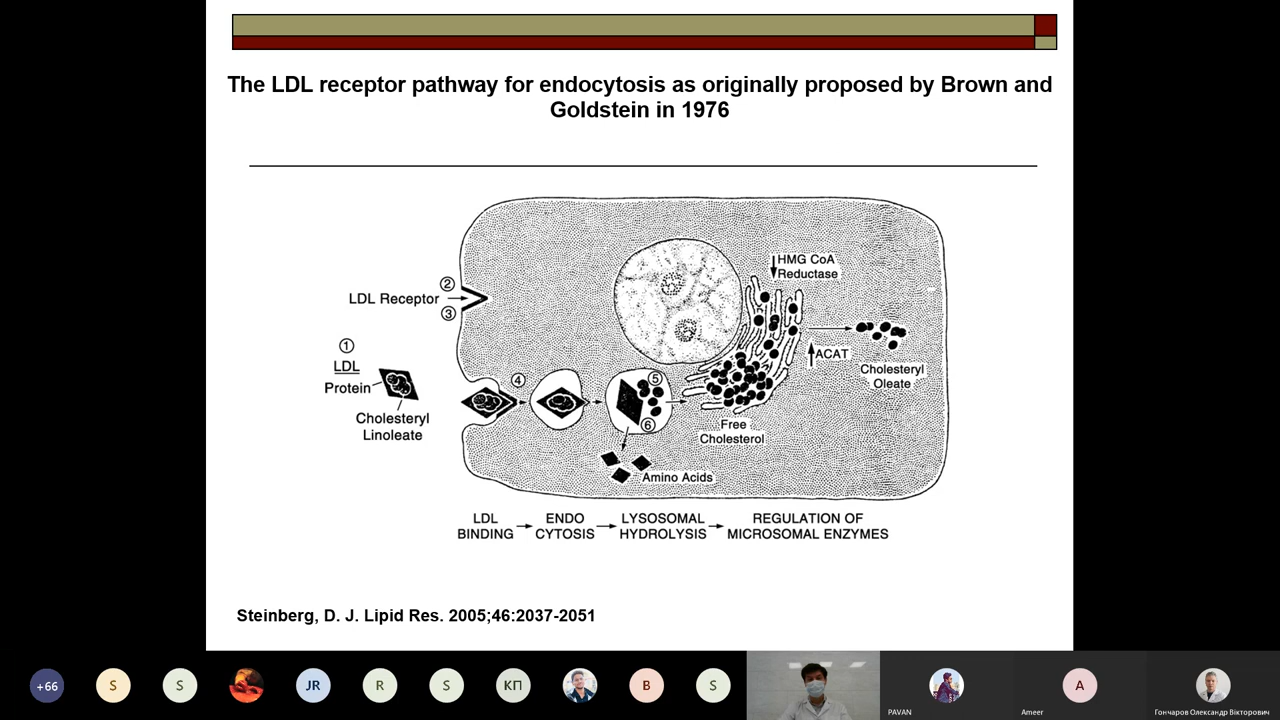 The LDL receptor pathway for endocytosis as originally proposed by Brown and
Goldstein in 1976
HMG CoA
Reductase
②
LDL Receptor
③
①
LDL
Protein
Cholesteryl
Linoleate
④
⑤
⑥
ACAT
Cholesteryl
Oleate
Free
Cholesterol
Amino Acids
LDL
BINDING
ENDO
CYTOSIS
LYSOSOMAL
HYDROLYSIS
REGULATION OF
MICROSOMAL ENZYMES
Steinberg, D. J. Lipid Res. 2005;46:2037-2051
+66
S
S
JR
R
S
КП
B
S
PAVAN
A
Ameer
Гончаров Олександр Вікторович